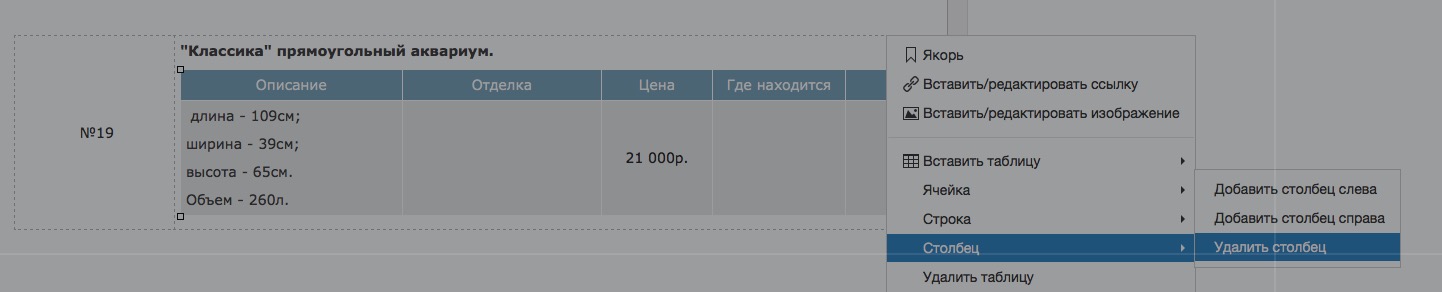 "Классика" прямоугольный аквариум.
Описание Отделка Цена Где находится
№19
длина - 109см;
ширина - 39см;
высота - 65см.
Объем - 260л.
21 000р.
Якорь
Вставить/редактировать ссылку
Вставить/редактировать изображение
Вставить таблицу
Ячейка
Строка
Столбец
Удалить таблицу
Добавить столбец слева
Добавить столбец справа
Удалить столбец